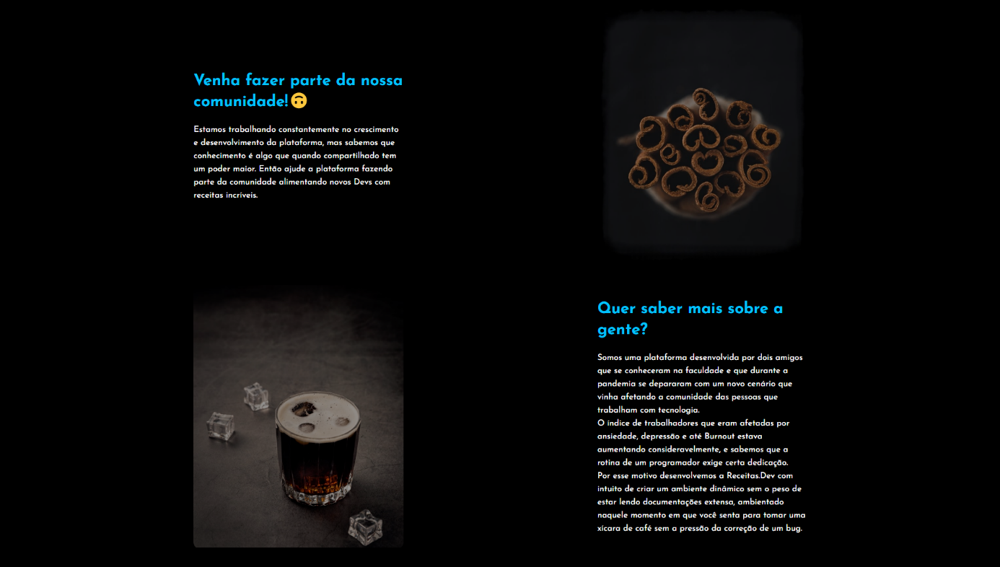 Venha fazer parte da nossa
comunidade!🙃
Estamos trabalhando constantemente no crescimento
e desenvolvimento da plataforma, mas sabemos que
conhecimento é algo que quando compartilhado tem
um poder maior. Então ajude a plataforma fazendo
parte da comunidade alimentando novos Devs com
receitas incríveis.
Quer saber mais sobre a
gente?
Somos uma plataforma desenvolvida por dois amigos
que se conheceram na faculdade e que durante a
pandemia se depararam com um novo cenário que
vinha afetando a comunidade das pessoas que
trabalham com tecnologia.
O índice de trabalhadores que eram afetadas por
ansiedade, depressão e até Burnout estava
aumentando consideravelmente, e sabemos que a
rotina de um programador exige certa dedicação.
Por esse motivo desenvolvemos a Receitas.Dev com
intuito de criar um ambiente dinâmico sem o peso de
estar lendo documentações extensa, ambientado
naquele momento em que você senta para tomar uma
xícara de café sem a pressão da correção de um bug.